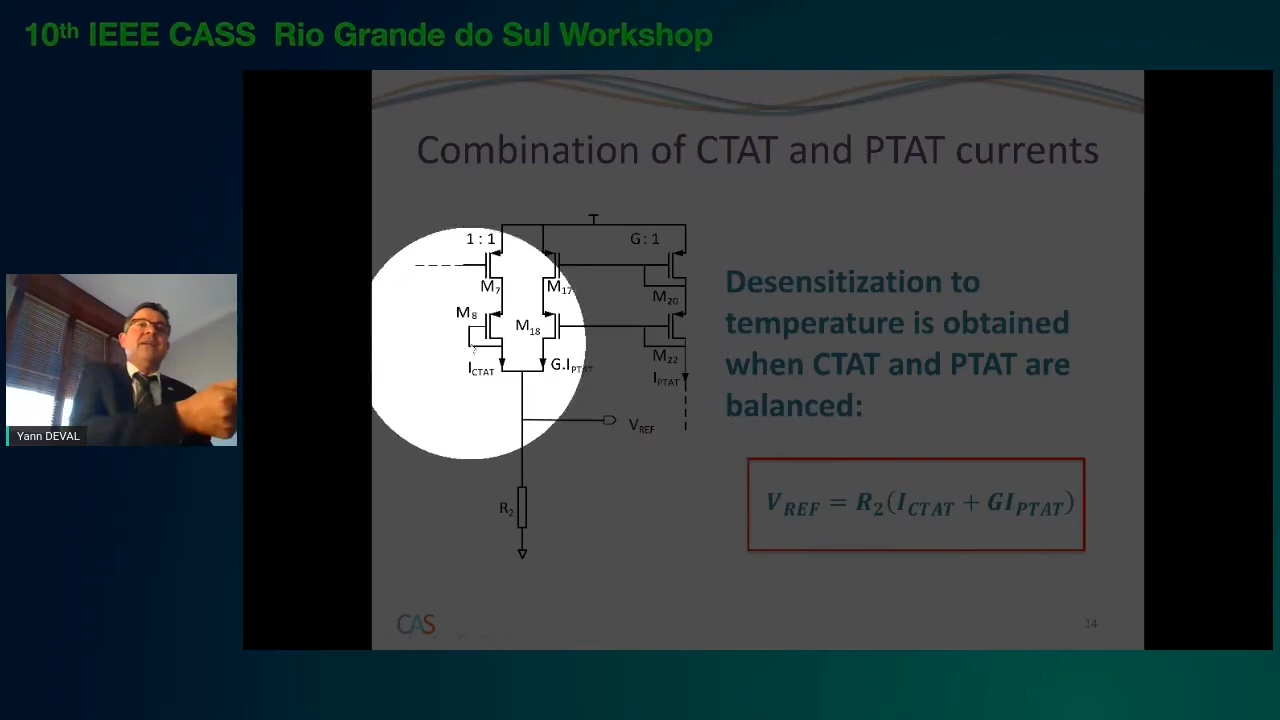 10th IEEE CASS Rio Grande do Sul Workshop
Combination of CTAT and PTAT currents
1 : 1
G : 1
M7
M17
M20
M8
M18
M22
ICTAT
G.IPTAT
IPTAT
VREF
R2
Desensitization to
temperature is obtained
when CTAT and PTAT are
balanced:
VREF = R2(ICTAT + GIPTAT)
Yann DEVAL
CAS
14